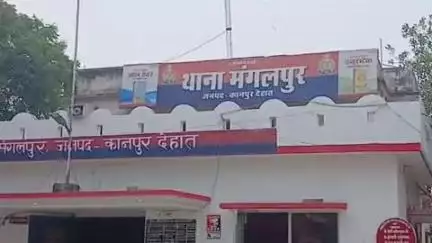 थाना मंगलपुर
जनपद - कानपुर देहात
मंगलपुर, जनपद - कानपुर देहात